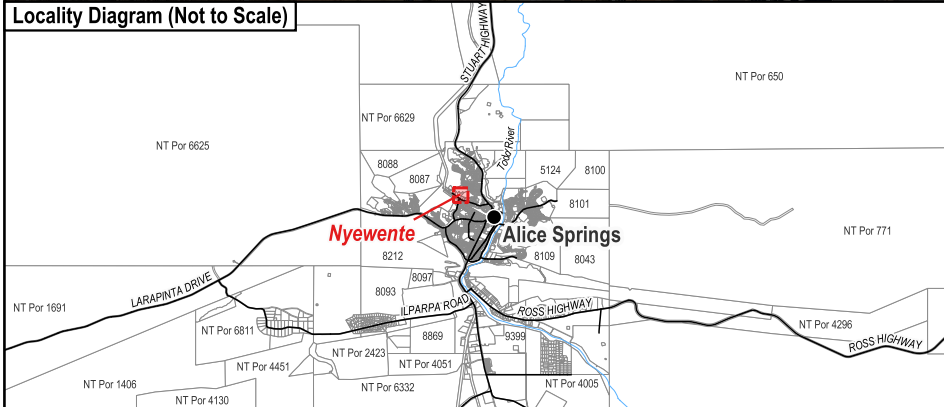 Locality Diagram (Not to Scale)
STUART HIGHWAY
NT Por 650
NT Por 6629
Todd River
NT Por 6625
8088
8087
5124
8100
8101
Nyewente
Alice Springs
NT Por 771
8212
8109
8043
8097
8093
LARAPINTA DRIVE
NT Por 1691
ILPARPA ROAD
ROSS HIGHWAY
NT Por 6811
8869
9399
NT Por 4296
ROSS HIGHWAY
NT Por 2423
NT Por 4451
NT Por 4051
NT Por 1406
NT Por 6332
NT Por 4005
NT Por 4130